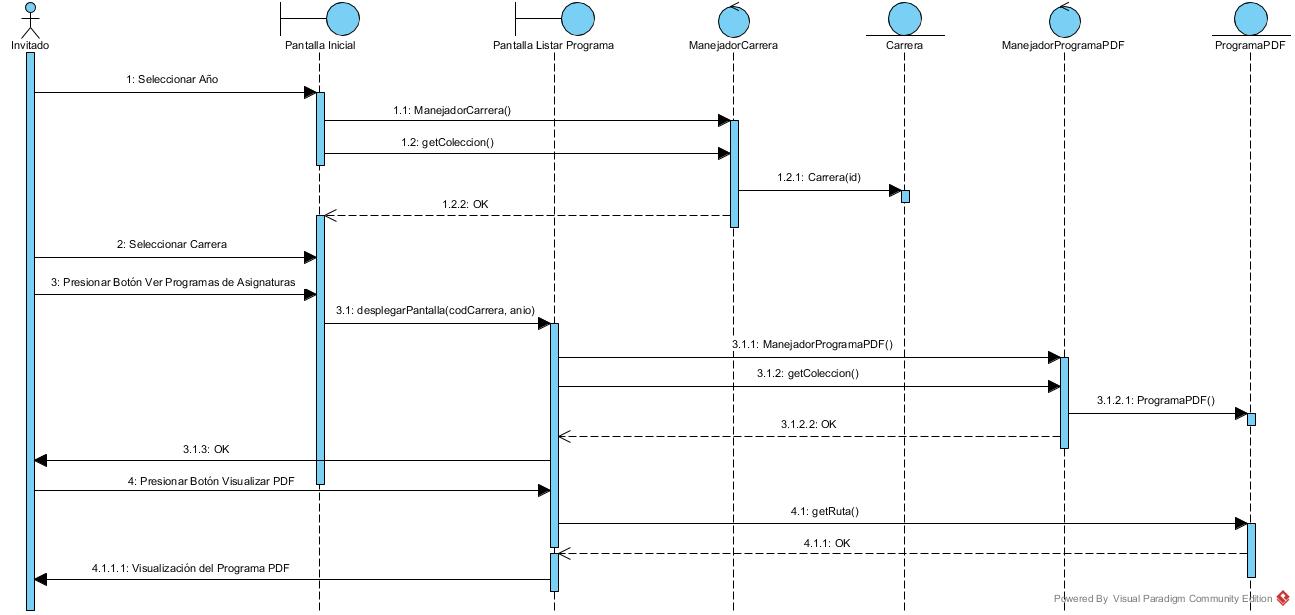 Invitado
Pantalla Inicial
Pantalla Listar Programa
ManejadorCarrera
Carrera
ManejadorProgramaPDF
ProgramaPDF
1: Seleccionar Año
1.1: ManejadorCarrera()
1.2: getColeccion()
1.2.1: Carrera(id)
1.2.2: OK
2: Seleccionar Carrera
3: Presionar Botón Ver Programas de Asignaturas
3.1: desplegarPantalla(codCarrera, anio)
3.1.1: ManejadorProgramaPDF()
3.1.2: getColeccion()
3.1.2.1: ProgramaPDF()
3.1.2.2: OK
3.1.3: OK
4: Presionar Botón Visualizar PDF
4.1: getRuta()
4.1.1: OK
4.1.1.1: Visualización del Programa PDF
Powered By Visual Paradigm Community Edition